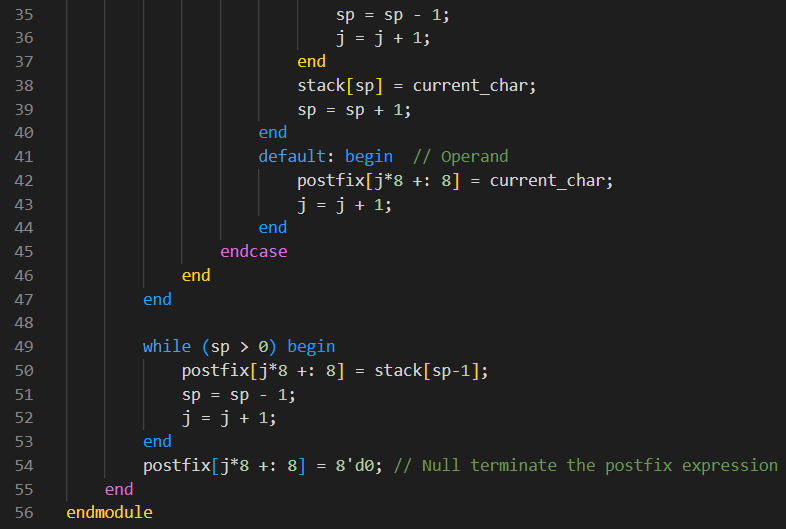 35 sp = sp - 1;
36 j = j + 1;
37 end
38 stack[sp] = current_char;
39 sp = sp + 1;
40 end
41 default: begin  // Operand
42 postfix[j*8 +: 8] = current_char;
43 j = j + 1;
44 end
45 endcase
46 end
47 end
48
49 while (sp > 0) begin
50 postfix[j*8 +: 8] = stack[sp-1];
51 sp = sp - 1;
52 j = j + 1;
53 end
54 postfix[j*8 +: 8] = 8'd0; // Null terminate the postfix expression
55 end
56 endmodule